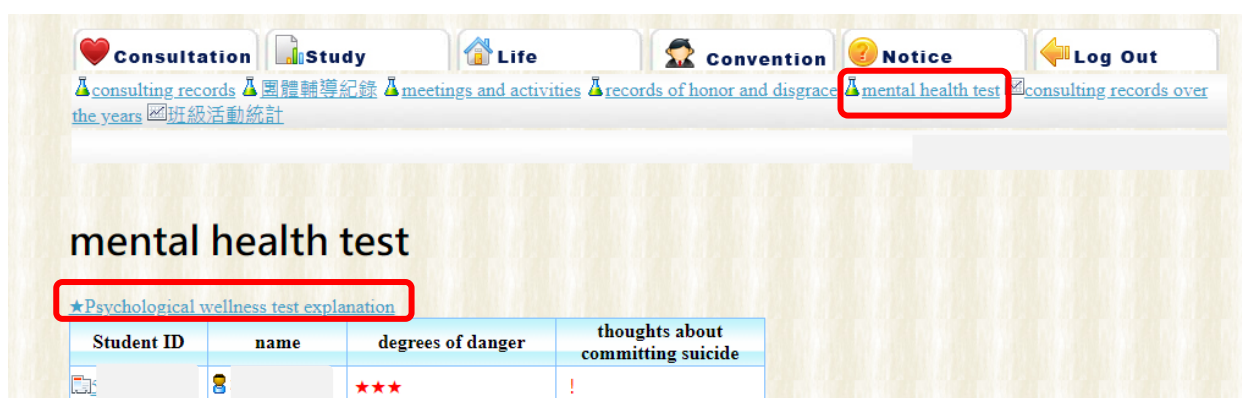 Consultation Study Life Convention Notice Log Out
consulting records 團體輔導紀錄 meetings and activities records of honor and disgrace mental health test consulting records over
the years 班級活動統計
mental health test
★Psychological wellness test explanation
Student ID name degrees of danger thoughts about
committing suicide
★★★ !